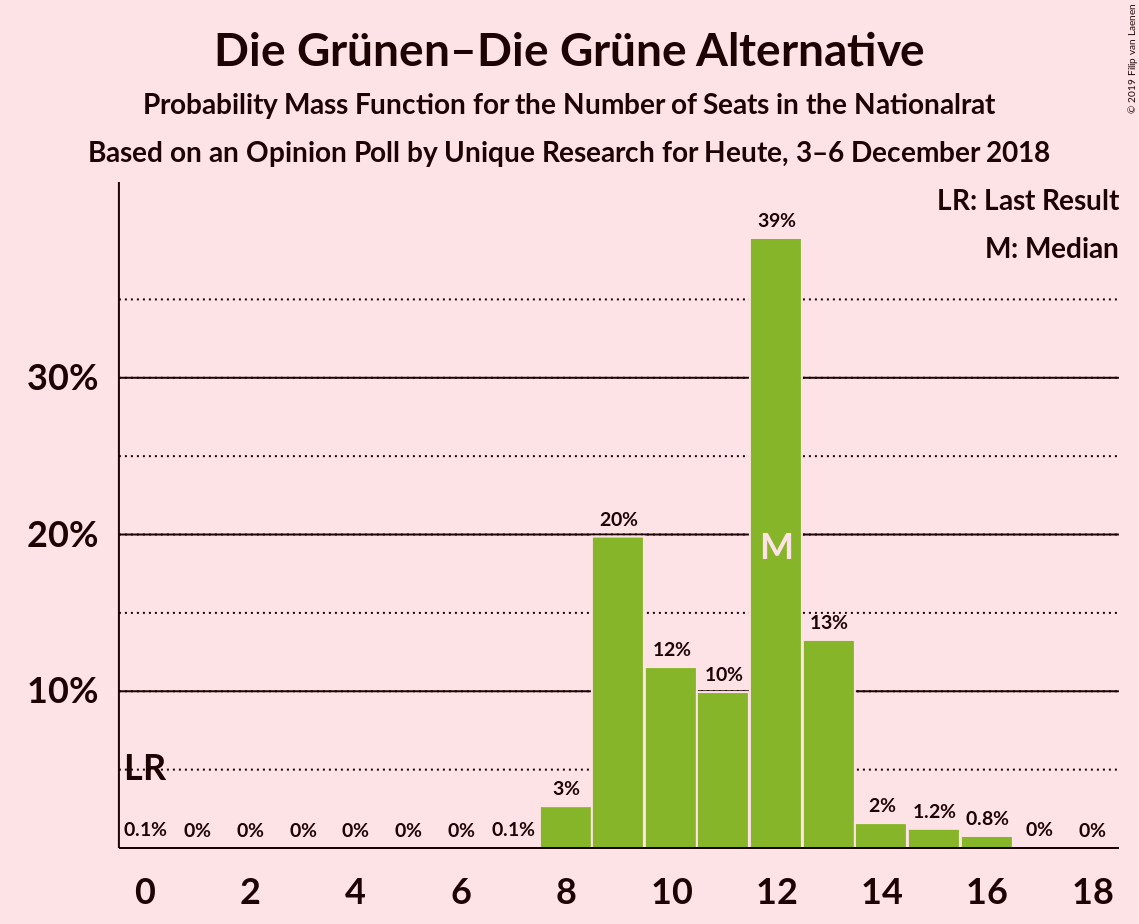 Die Grünen–Die Grüne Alternative
Probability Mass Function for the Number of Seats in the Nationalrat
Based on an Opinion Poll by Unique Research for Heute, 3–6 December 2018
© 2019 Filip van Laenen
LR: Last Result
M: Median
39%
30%
20%
20%
M
13%
12%
10%
10%
LR
3%
2%
1.2%
0.8%
0.1% 0% 0% 0% 0% 0% 0% 0.1% 0% 0%
0 2 4 6 8 10 12 14 16 18